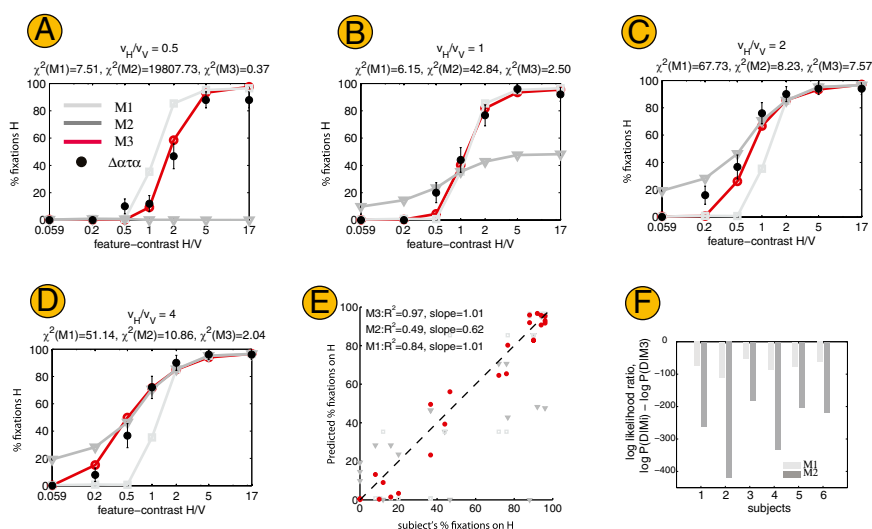 A
v_H/v_V = 0.5
χ²(M1)=7.51, χ²(M2)=19807.73, χ²(M3)=0.37
100
80
60
40
20
0
% fixations H
M1
M2
M3
Δατα
0.059 0.2 0.5 1 2 5 17
feature-contrast H/V
B
v_H/v_V = 1
χ²(M1)=6.15, χ²(M2)=42.84, χ²(M3)=2.50
100
80
60
40
20
0
% fixations H
0.059 0.2 0.5 1 2 5 17
feature-contrast H/V
C
v_H/v_V = 2
χ²(M1)=67.73, χ²(M2)=8.23, χ²(M3)=7.57
100
80
60
40
20
0
% fixations H
0.059 0.2 0.5 1 2 5 17
feature-contrast H/V
D
v_H/v_V = 4
χ²(M1)=51.14, χ²(M2)=10.86, χ²(M3)=2.04
100
80
60
40
20
0
% fixations H
0.059 0.2 0.5 1 2 5 17
feature-contrast H/V
E
M3:R²=0.97, slope=1.01
M2:R²=0.49, slope=0.62
M1:R²=0.84, slope=1.01
100
80
60
40
20
0
Predicted % fixations on H
0 20 40 60 80 100
subject's % fixations on H
F
0
−100
−200
−300
−400
log likelihood ratio,
log P(DIMi) − log P(DIM3)
M1
M2
1 2 3 4 5 6
subjects